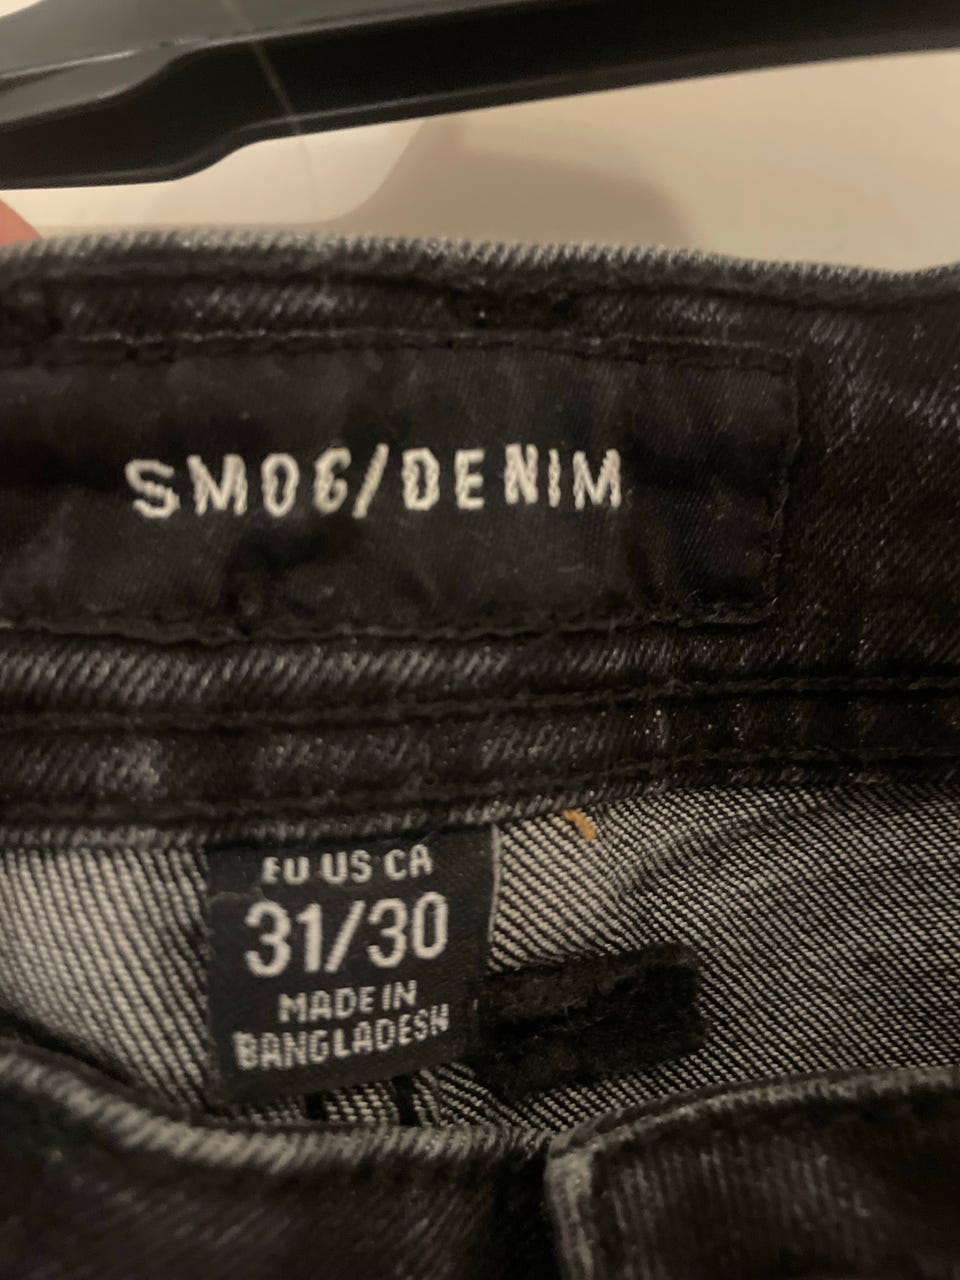 SMOG/DENIM
EU US CA
31/30
MADE IN
BANGLADESH